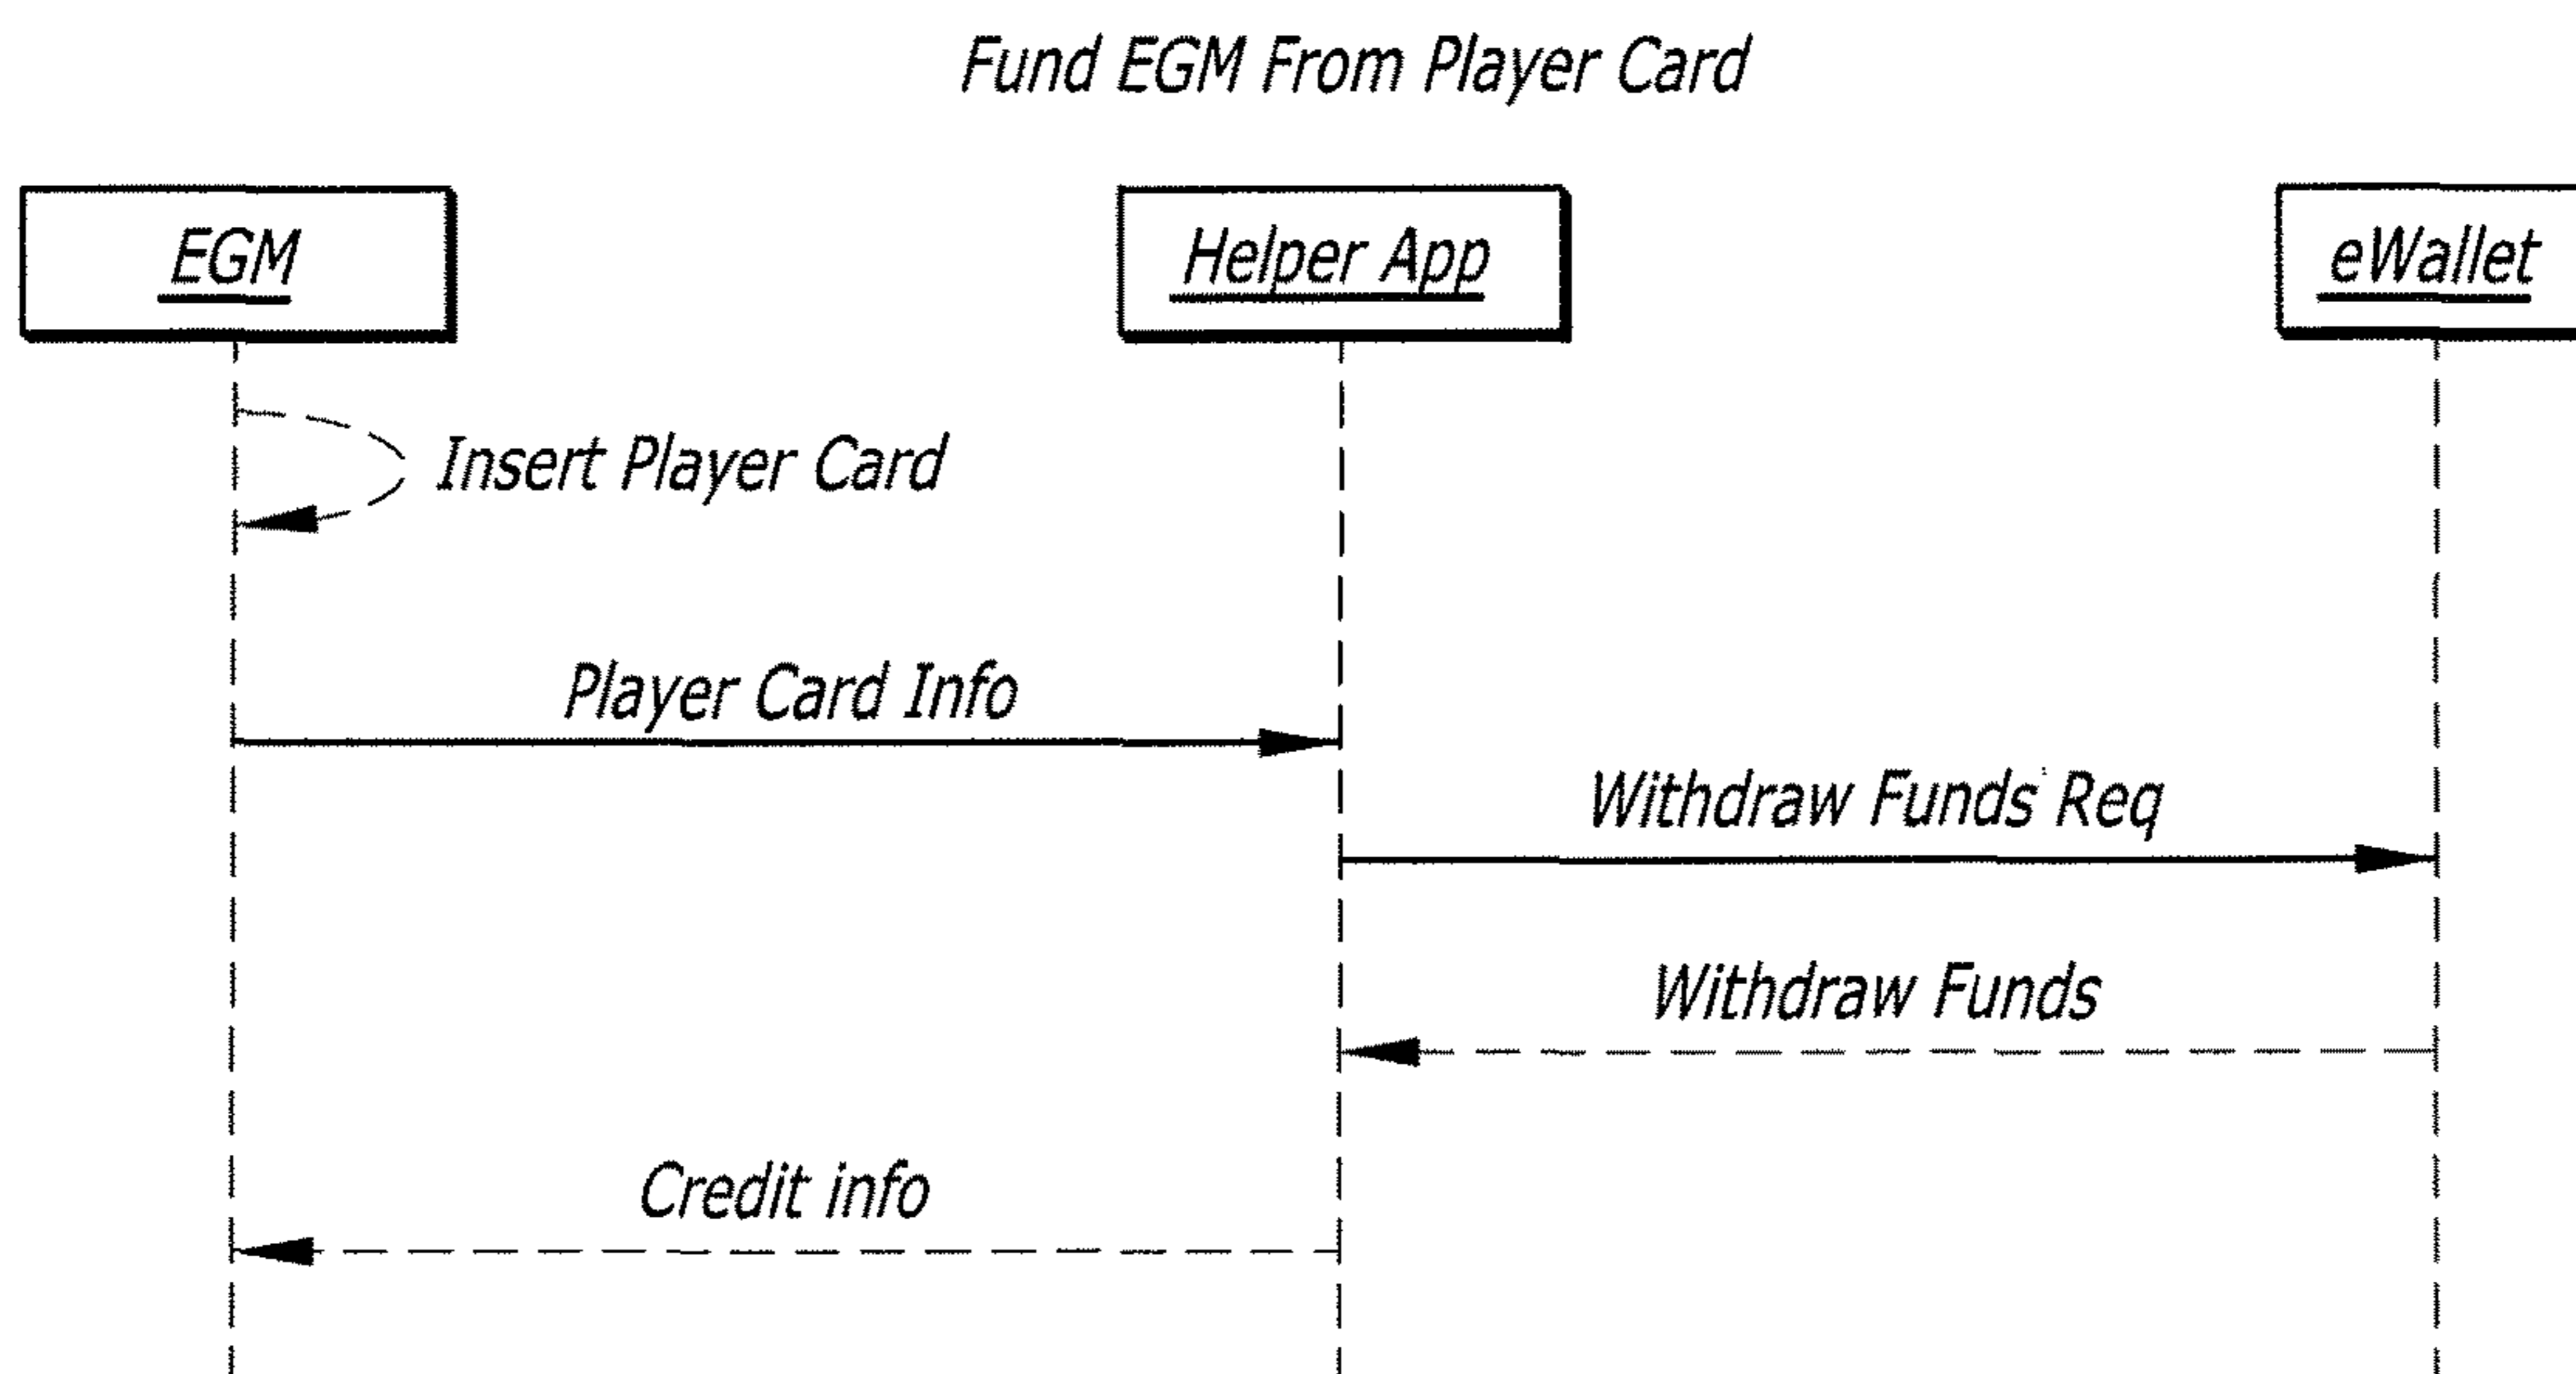 Fund EGM From Player Card
EGM
Helper App
eWallet
Insert Player Card
Player Card Info
Withdraw Funds Req
Withdraw Funds
Credit info